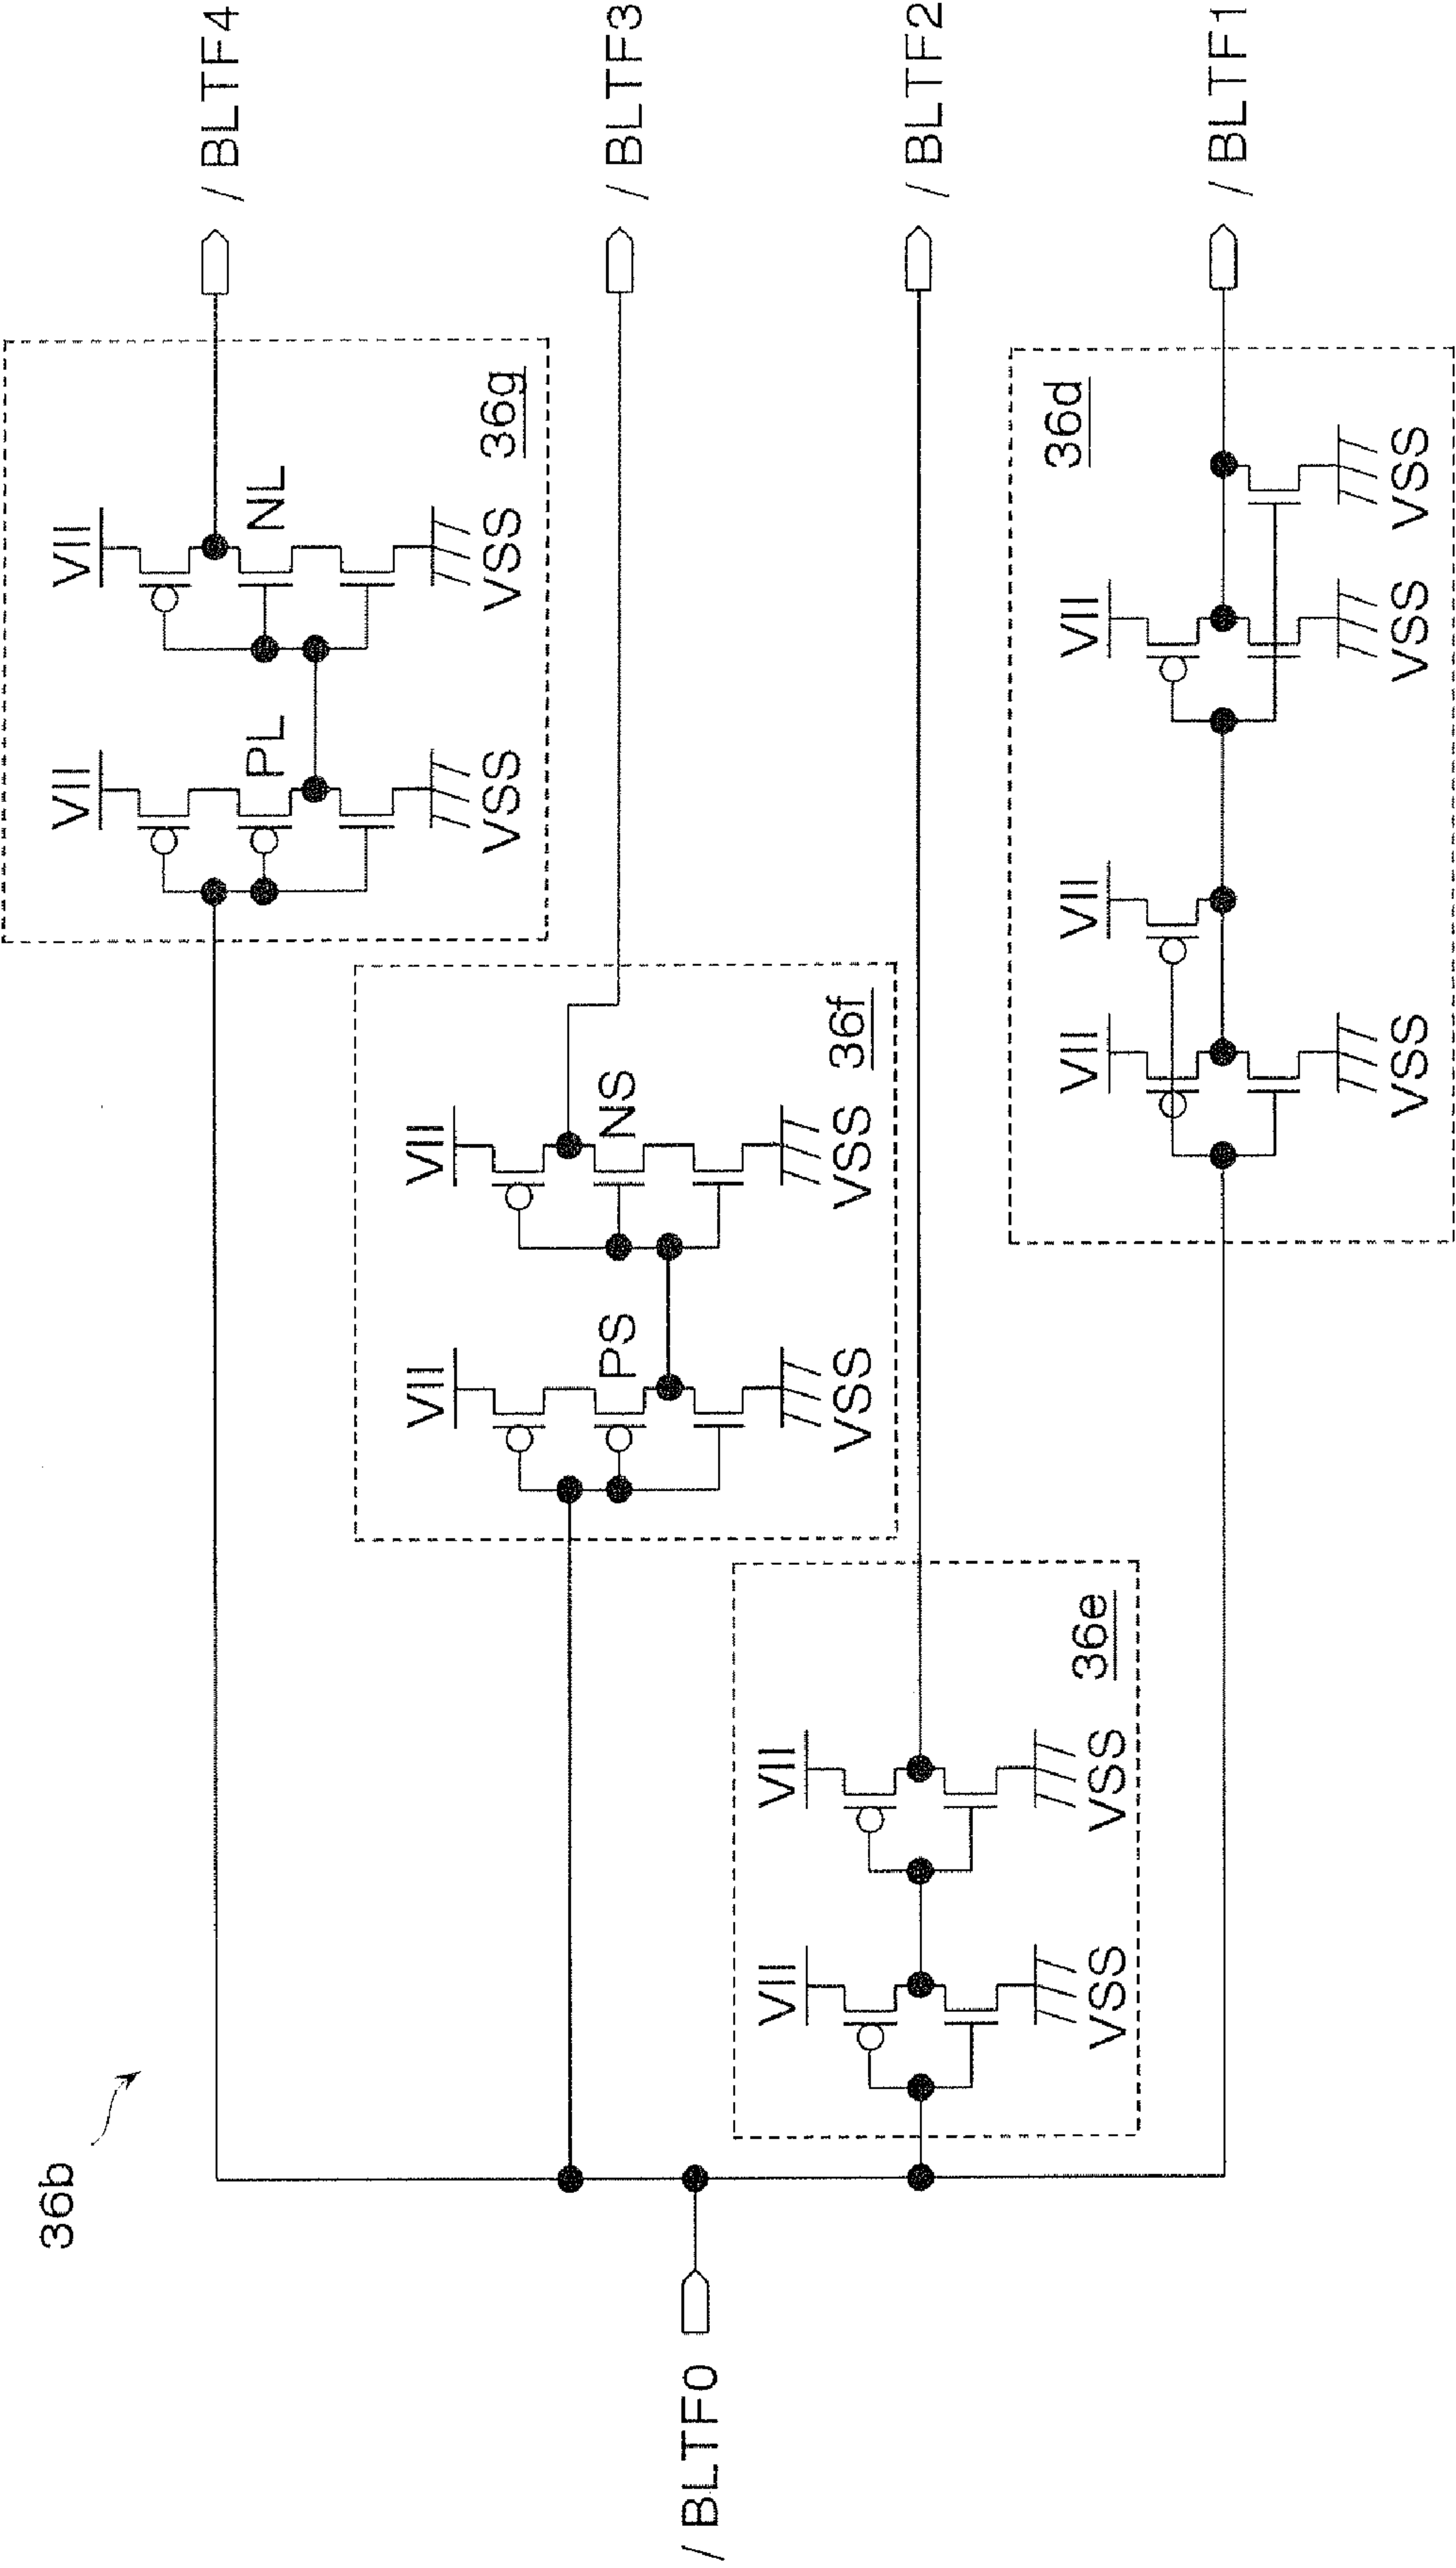 36b
/BLTF0
VII
VII
PL
NL
VSS
VSS
36g
/BLTF4
VII
VII
PS
NS
VSS
VSS
36f
/BLTF3
VII
VII
VSS
VSS
36e
/BLTF2
VII
VII
VII
VSS
VSS
VSS
36d
/BLTF1